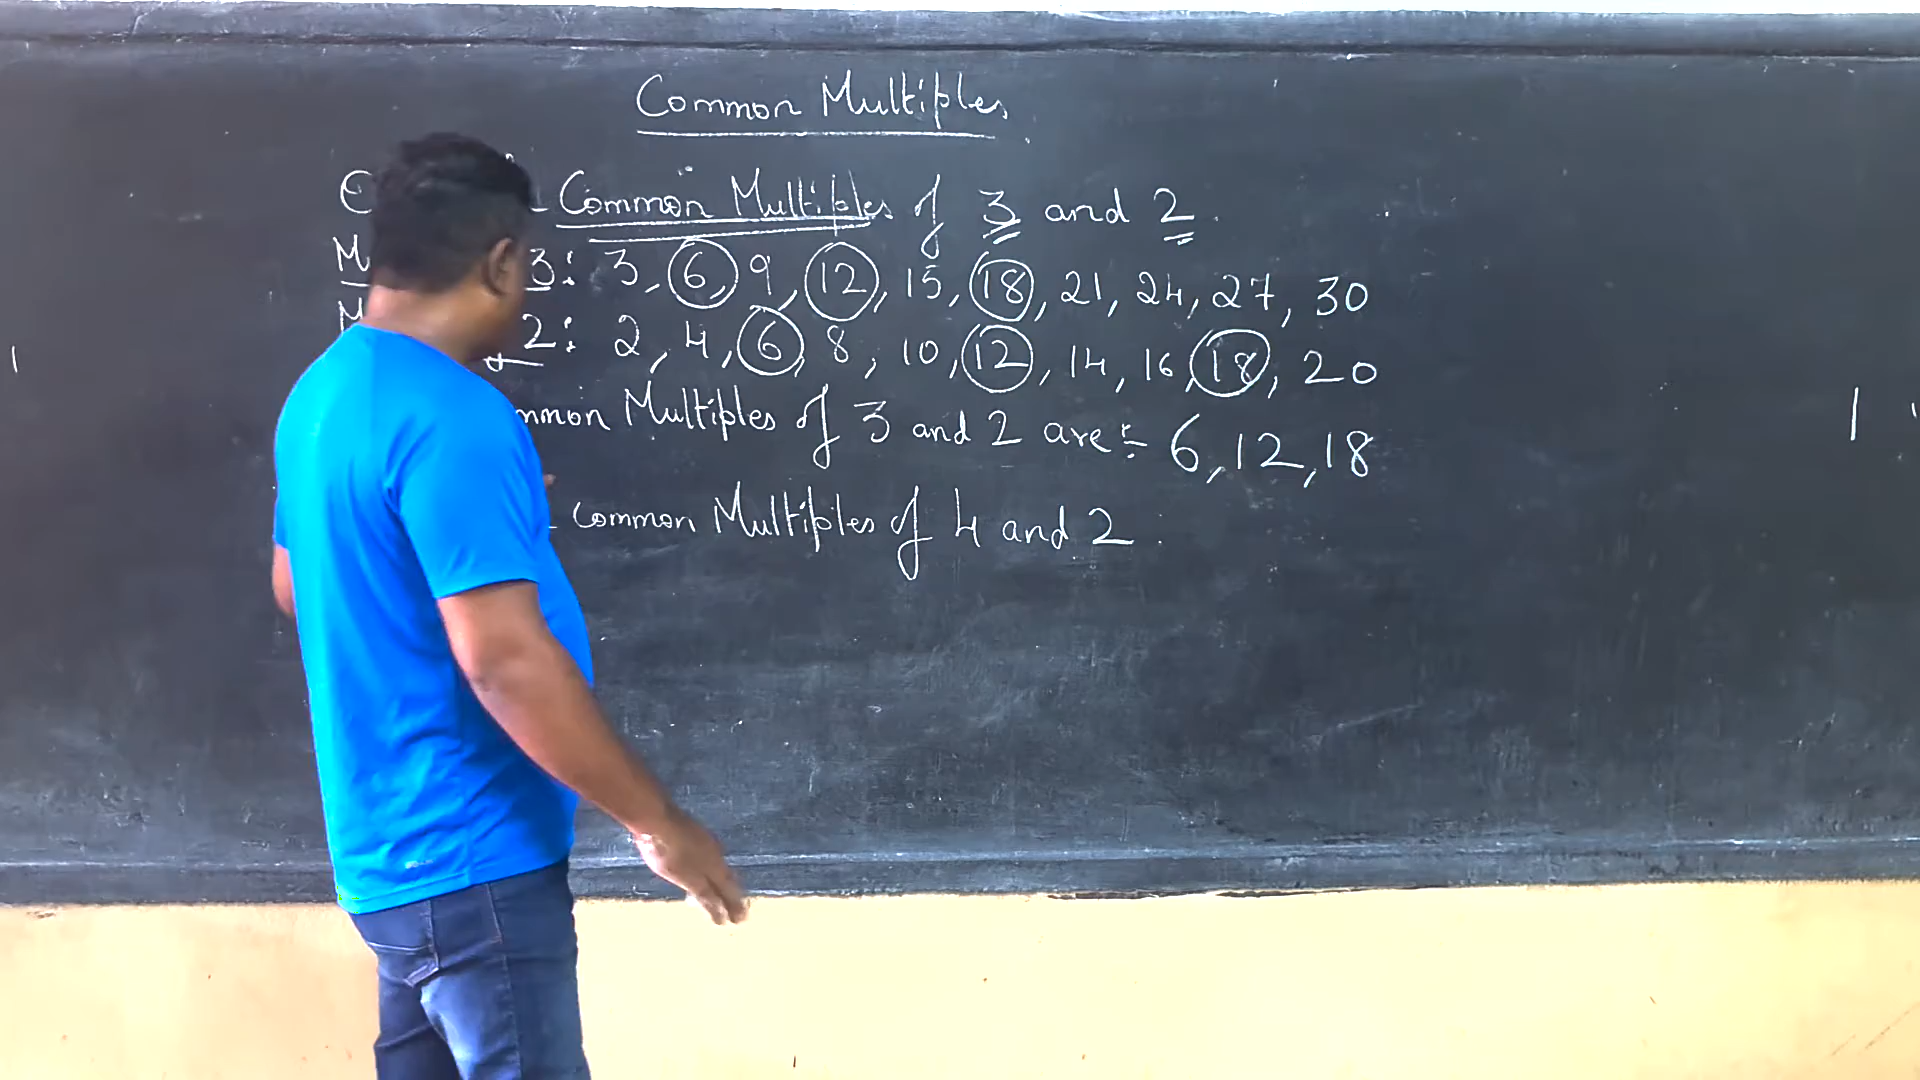 Common Multiples
Common Multiples of 3 and 2.
3: 3, 6, 9, 12, 15, 18, 21, 24, 27, 30
2: 2, 4, 6, 8, 10, 12, 14, 16, 18, 20
Multiples of 3 and 2 are:- 6, 12, 18
common Multiples of 4 and 2.